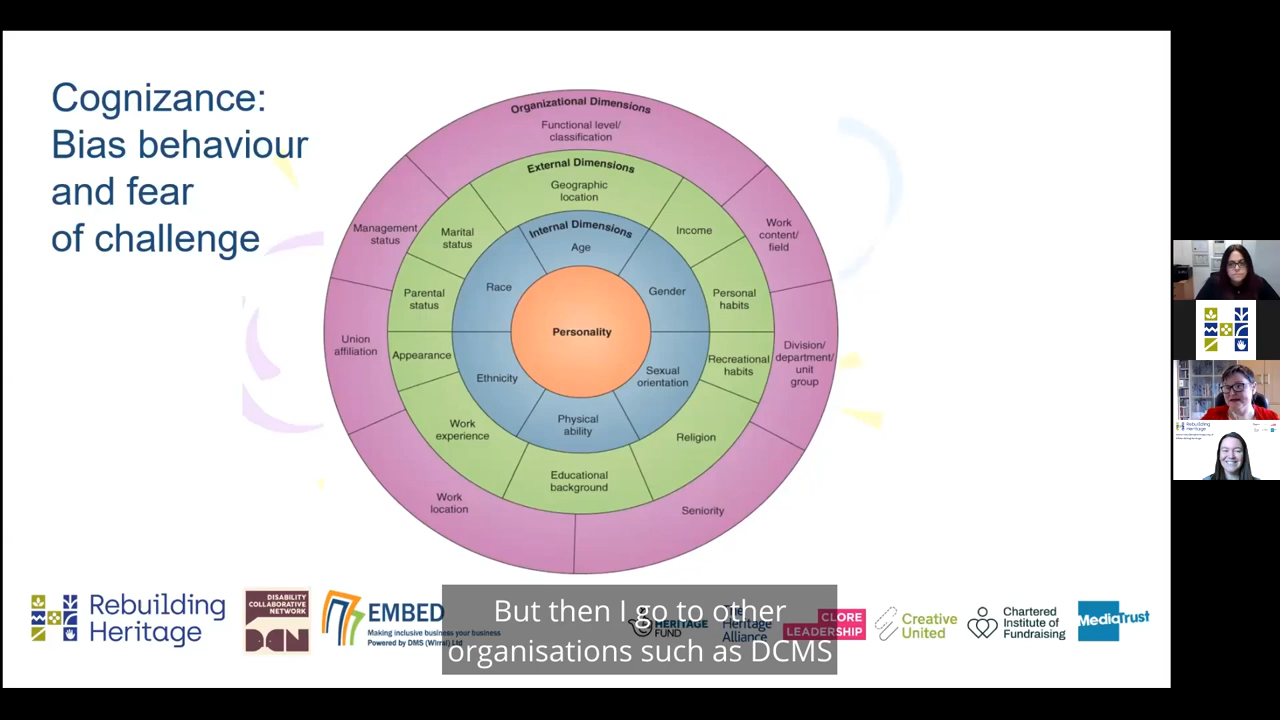 Cognizance:
Bias behaviour
and fear
of challenge
Organizational Dimensions
Functional level/
classification
External Dimensions
Geographic
location
Internal Dimensions
Age
Marital
status
Income
Management
status
Work
content/
field
Race
Gender
Parental
status
Personal
habits
Personality
Union
affiliation
Appearance
Recreational
habits
Division/
department/
unit
group
Ethnicity
Sexual
orientation
Physical
ability
Work
experience
Religion
Educational
background
Work
location
Seniority
Rebuilding
Heritage
DISABILITY
COLLABORATIVE
NETWORK
DCN
EMBED
Making inclusive business your business
Powered by DMS (Wirral) Ltd
HERITAGE
FUND
The
Heritage
Alliance
CLORE
LEADERSHIP
Creative
United
Chartered
Institute of
Fundraising
MediaTrust
But then I go to other
organisations such as DCMS
Rebuilding
Heritage